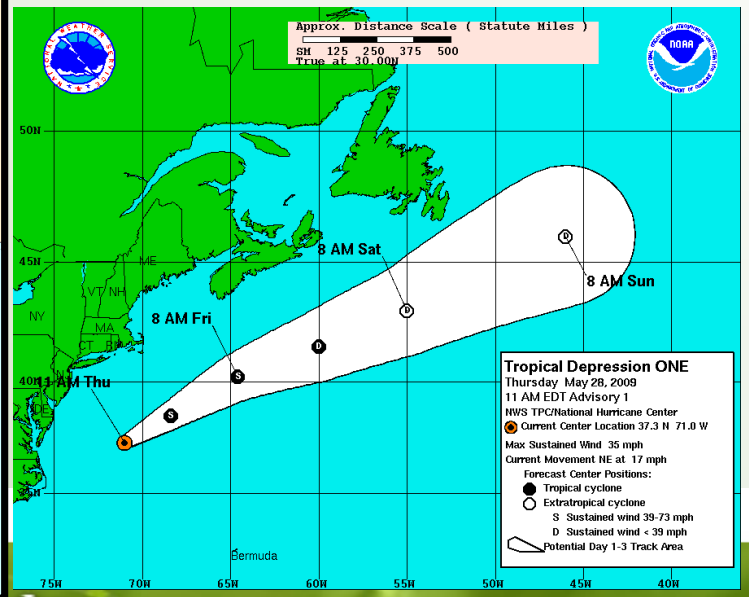 Approx. Distance Scale ( Statute Miles )
SM 125 250 375 500
True at 30.00N
NATIONAL WEATHER SERVICE
NOAA
50N
45N
40N
35N
ME
VT NH
NY
MA
CT RI
DE
8 AM Sat
8 AM Sun
8 AM Fri
11 AM Thu
D
D
D
S
S
Bermuda
Tropical Depression ONE
Thursday May 28, 2009
11 AM EDT Advisory 1
NWS TPC/National Hurricane Center
Current Center Location 37.3 N 71.0 W
Max Sustained Wind 35 mph
Current Movement NE at 17 mph
Forecast Center Positions:
Tropical cyclone
Extratropical cyclone
S Sustained wind 39-73 mph
D Sustained wind < 39 mph
Potential Day 1-3 Track Area
75W 70W 65W 60W 55W 50W 45W 40W